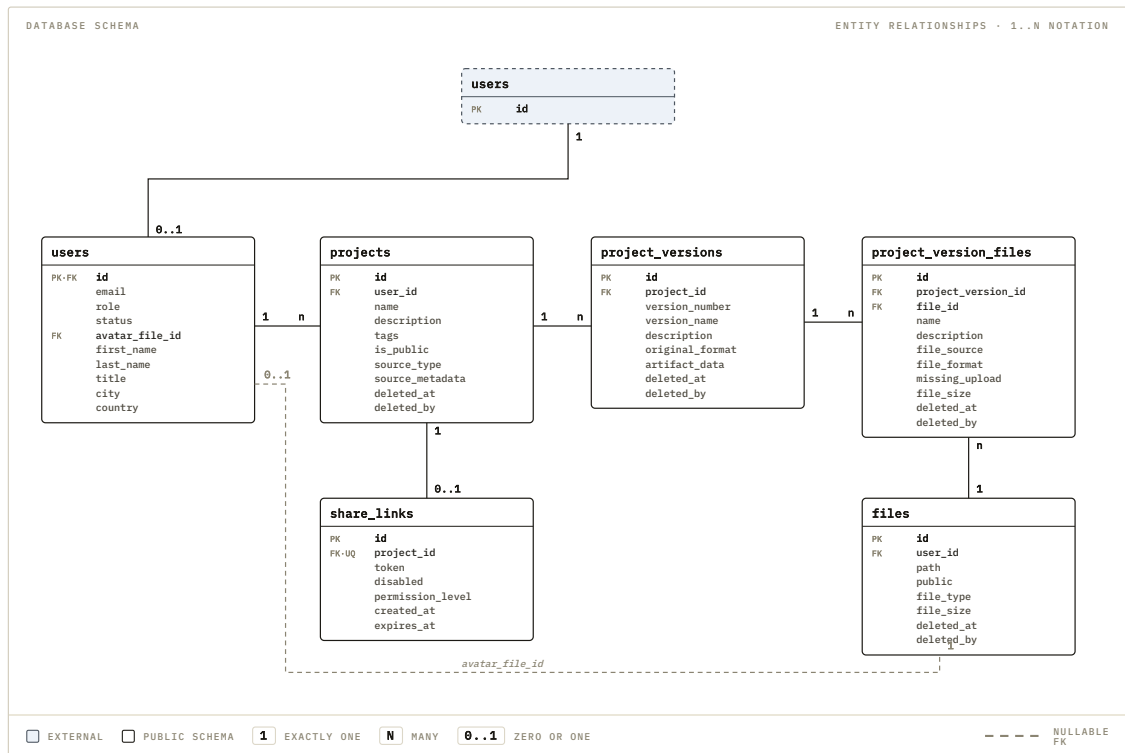 DATABASE SCHEMA
ENTITY RELATIONSHIPS · 1..N NOTATION
users
PK id
1
0..1
users
PK·FK id
email
role
status
FK avatar_file_id
first_name
last_name
title
city
country
1 n
0..1
projects
PK id
FK user_id
name
description
tags
is_public
source_type
source_metadata
deleted_at
deleted_by
1 n
project_versions
PK id
FK project_id
version_number
version_name
description
original_format
artifact_data
deleted_at
deleted_by
1 n
project_version_files
PK id
FK project_version_id
FK file_id
name
description
file_source
file_format
missing_upload
file_size
deleted_at
deleted_by
1
0..1
n
1
share_links
PK id
FK·UQ project_id
token
disabled
permission_level
created_at
expires_at
files
PK id
FK user_id
path
public
file_type
file_size
deleted_at
deleted_by
1
avatar_file_id
EXTERNAL
PUBLIC SCHEMA
1 EXACTLY ONE
N MANY
0..1 ZERO OR ONE
NULLABLE
FK